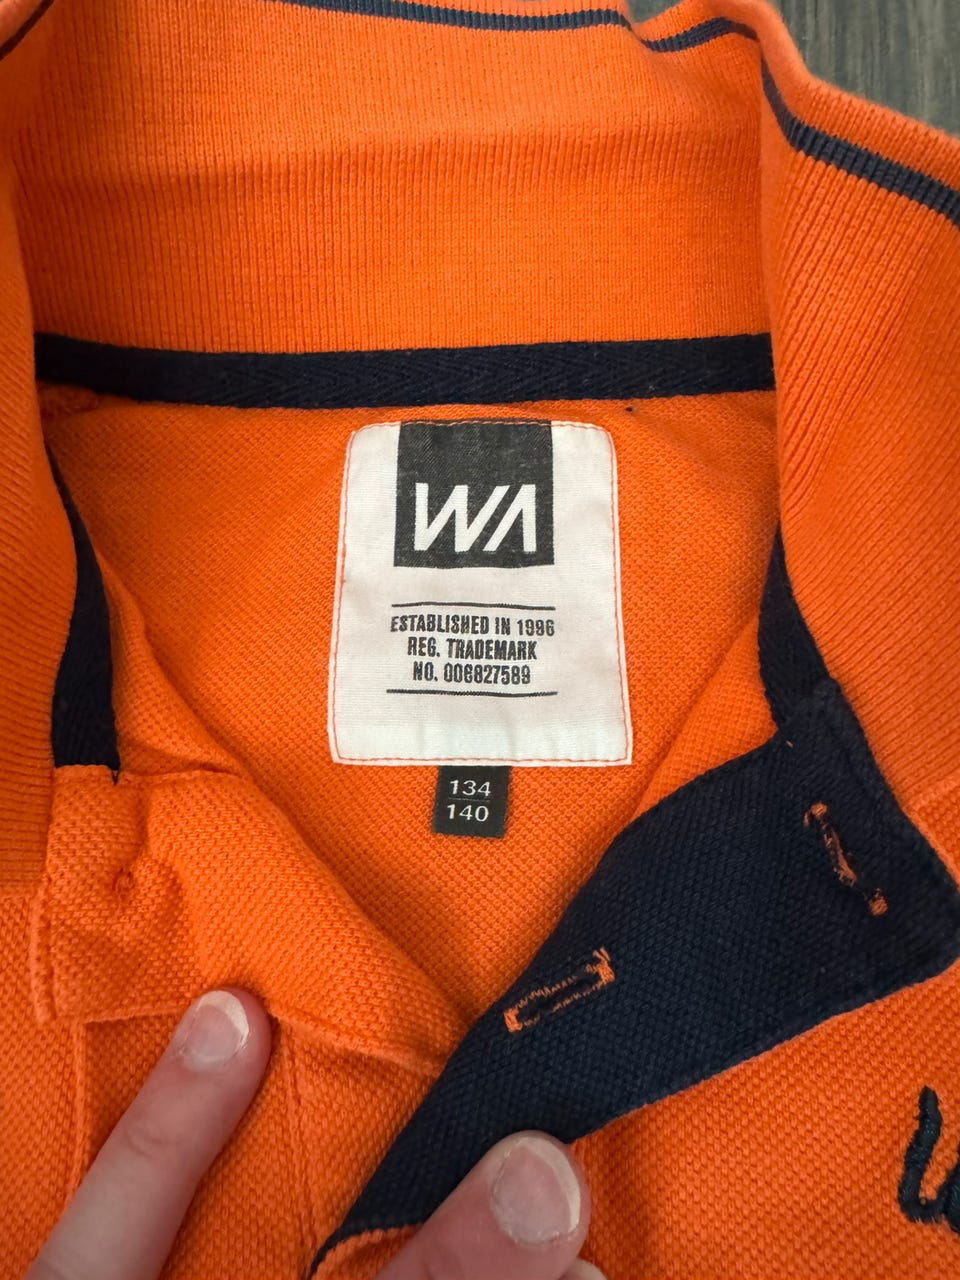 WA
ESTABLISHED IN 1996
REG. TRADEMARK
NO. 006827589
134
140